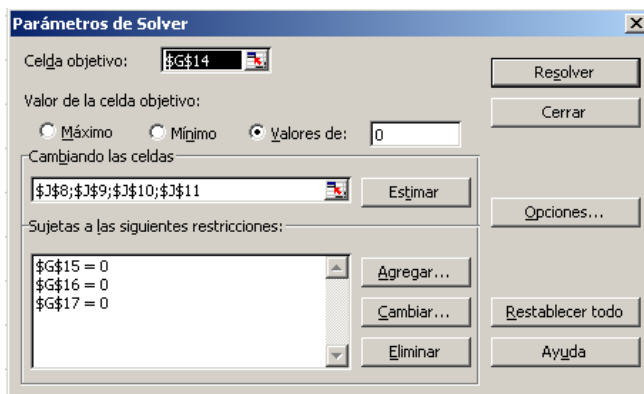 Parámetros de Solver
Celda objetivo: $G$14
Resolver
Valor de la celda objetivo:
Cerrar
Máximo Mínimo Valores de: 0
Cambiando las celdas
$J$8;$J$9;$J$10;$J$11 Estimar
Opciones...
Sujetas a las siguientes restricciones:
$G$15 = 0
$G$16 = 0
$G$17 = 0
Agregar...
Cambiar...
Restablecer todo
Eliminar
Ayuda